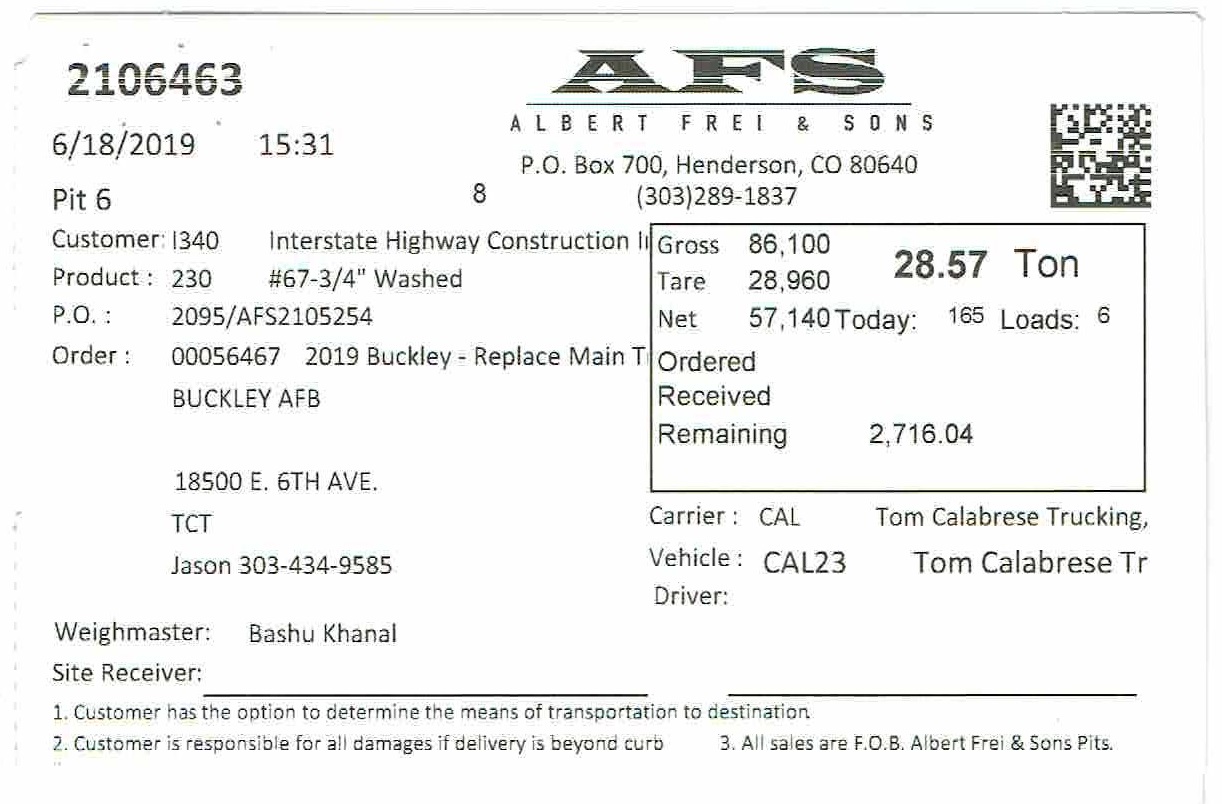 2106463
AFS
ALBERT FREI & SONS
6/18/2019 15:31
P.O. Box 700, Henderson, CO 80640
Pit 6 8 (303)289-1837
Customer: I340 Interstate Highway Construction I
Product : 230 #67-3/4" Washed
P.O. : 2095/AFS2105254
Order : 00056467 2019 Buckley - Replace Main T
BUCKLEY AFB
18500 E. 6TH AVE.
TCT
Jason 303-434-9585
Gross 86,100 28.57 Ton
Tare 28,960
Net 57,140 Today: 165 Loads: 6
Ordered
Received
Remaining 2,716.04
Carrier : CAL Tom Calabrese Trucking,
Vehicle : CAL23 Tom Calabrese Tr
Driver:
Weighmaster: Bashu Khanal
Site Receiver:
1. Customer has the option to determine the means of transportation to destination
2. Customer is responsible for all damages if delivery is beyond curb 3. All sales are F.O.B. Albert Frei & Sons Pits.